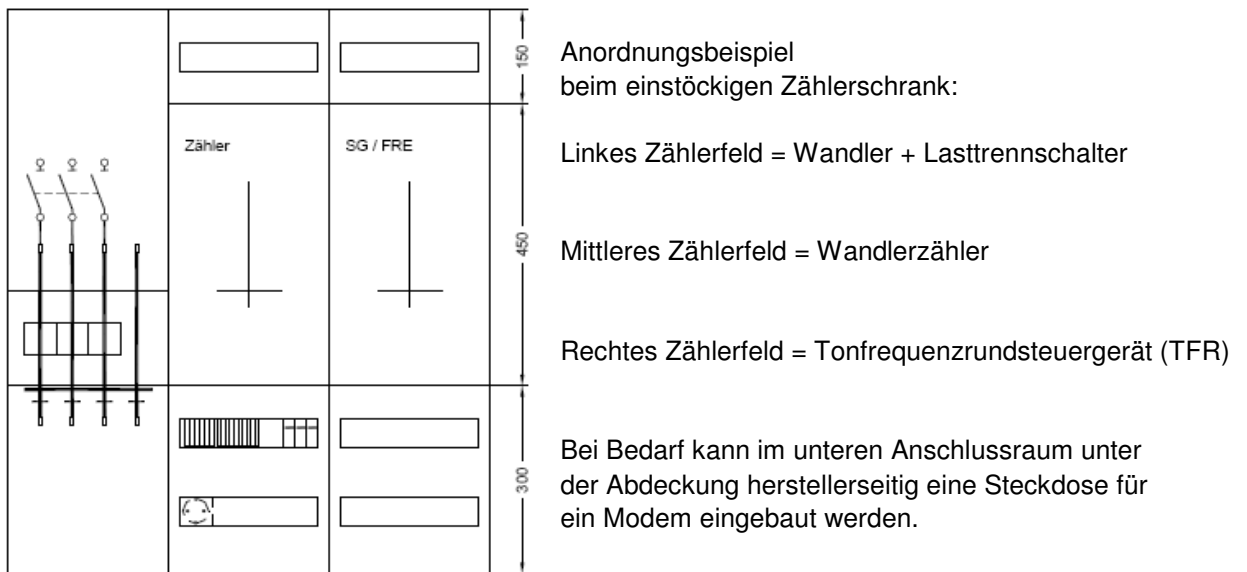 Zähler
SG / FRE
150
450
300
Anordnungsbeispiel
beim einstöckigen Zählerschrank:
Linkes Zählerfeld = Wandler + Lasttrennschalter
Mittleres Zählerfeld = Wandlerzähler
Rechtes Zählerfeld = Tonfrequenzrundsteuergerät (TFR)
Bei Bedarf kann im unteren Anschlussraum unter
der Abdeckung herstellerseitig eine Steckdose für
ein Modem eingebaut werden.